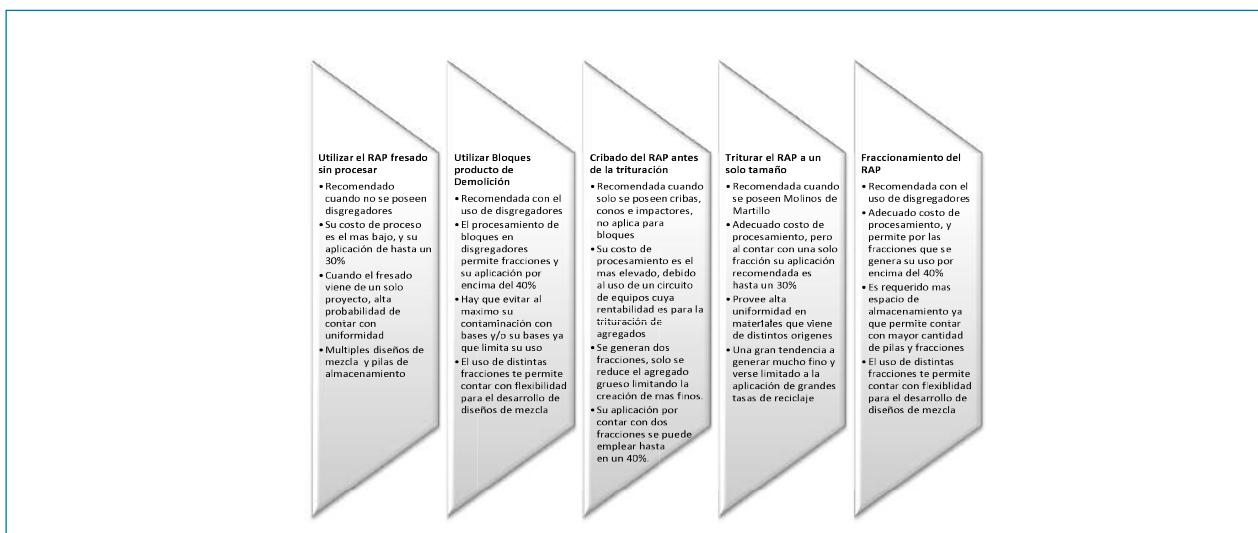 Utilizar el RAP fresado
sin procesar
• Recomendado
cuando no se poseen
disgregadores
• Su costo de proceso
es el mas bajo, y su
aplicación de hasta un
30%
• Cuando el fresado
viene de un solo
proyecto, alta
probabilidad de
contar con
uniformidad
• Multiples diseños de
mezcla y pilas de
almacenamiento
Utilizar Bloques
producto de
Demolición
• Recomendada con el
uso de disgregadores
• El procesamiento de
bloques en
disgregadores
permite fracciones y
su aplicación por
encima del 40%
• Hay que evitar al
maximo su
contaminación con
bases y/o su bases ya
que limita su uso
• El uso de distintas
fracciones te permite
contar con flexibilidad
para el desarrollo de
diseños de mezcla
Cribado del RAP antes
de la trituración
• Recomendada cuando
solo se poseen cribas,
conos e impactores,
no aplica para
bloques
• Su costo de
procesamiento es el
mas elevado, debido
al uso de un circuito
de equipos cuya
rentabilidad es para la
trituración de
agregados
• Se generan dos
fracciones, solo se
reduce el agregado
grueso limitando la
creación de mas finos.
• Su aplicación por
contar con dos
fracciones se puede
emplear hasta
en un 40%.
Triturar el RAP a un
solo tamaño
• Recomendada cuando
se poseen Molinos de
Martillo
• Adecuado costo de
procesamiento, pero
al contar con una solo
fracción su aplicación
recomendada es
hasta un 30%
• Provee alta
uniformidad en
materiales que viene
de distintos origenes
• Una gran tendencia a
generar mucho fino y
verse limitado a la
aplicación de grandes
tasas de reciclaje
Fraccionamiento del
RAP
• Recomendada con el
uso de disgregadores
• Adecuado costo de
procesamiento, y
permite por las
fracciones que se
genera su uso por
encima del 40%
• Es requerido mas
espacio de
almacenamiento ya
que permite contar
con mayor cantidad
de pilas y fracciones
• El uso de distintas
fracciones te permite
contar con flexiblidad
para el desarrollo de
diseños de mezcla